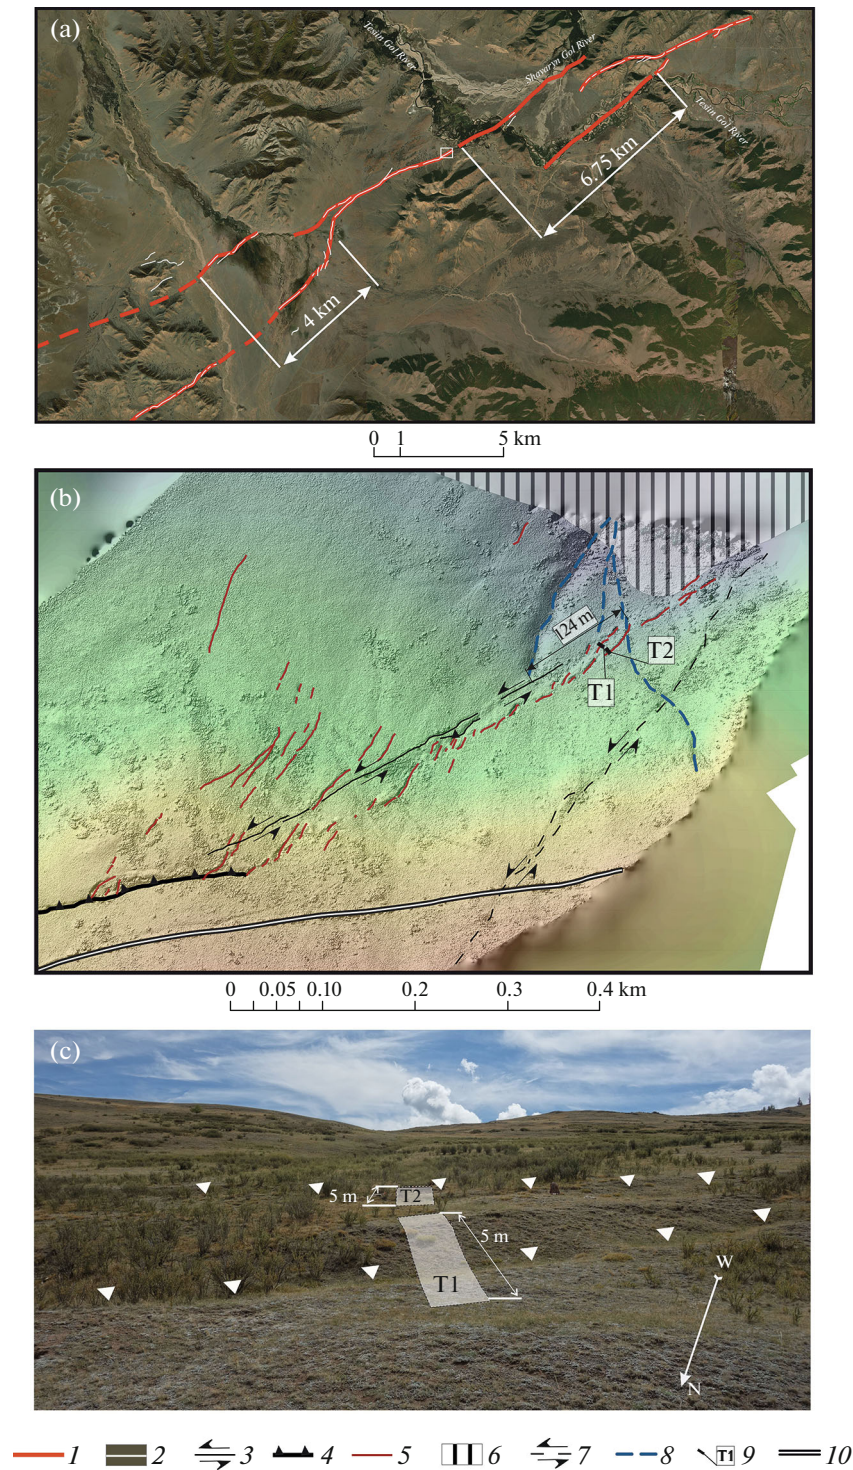 (a)
Tesiin Gol River
Shavaryn Gol River
Tesiin Gol River
6.75 km
~ 4 km
0 1 5 km
(b)
124 m
T2
T1
0 0.05 0.10 0.2 0.3 0.4 km
(c)
5 m
T2
5 m
T1
W
N
1 2 3 4 5 6 7 8 T1 9 10